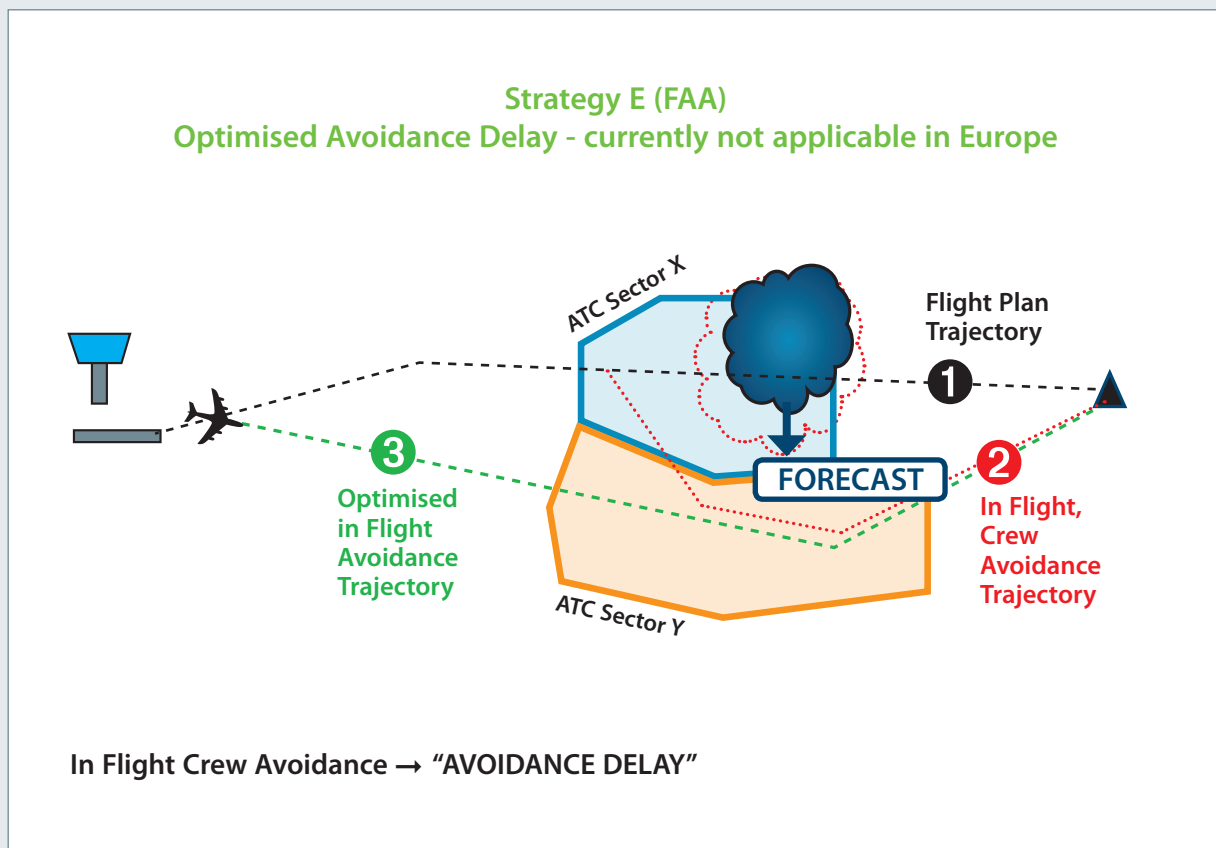 Strategy E (FAA)
Optimised Avoidance Delay - currently not applicable in Europe
ATC Sector X
Flight Plan
Trajectory
1
3
FORECAST
2
Optimised
in Flight
Avoidance
Trajectory
In Flight,
Crew
Avoidance
Trajectory
ATC Sector Y
In Flight Crew Avoidance → “AVOIDANCE DELAY”